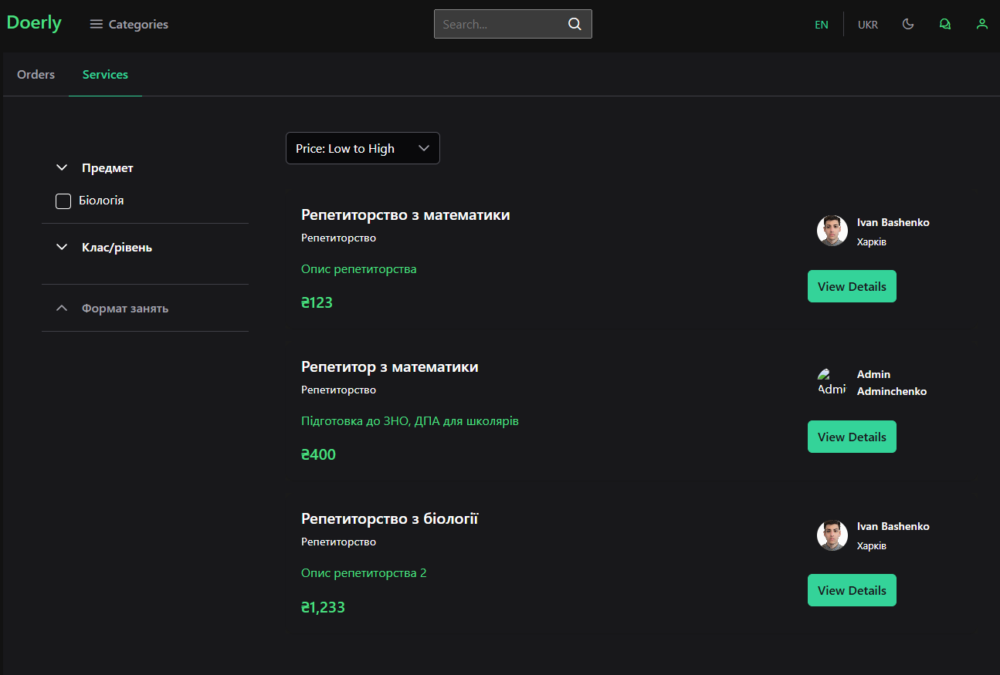 Doerly
Categories
Search...
EN
UKR
Orders
Services
Price: Low to High
Предмет
Біологія
Клас/рівень
Формат занять
Репетиторство з математики
Репетиторство
Опис репетиторства
₴123
Ivan Bashenko
Харків
View Details
Репетитор з математики
Репетиторство
Підготовка до ЗНО, ДПА для школярів
₴400
Admi
Admin
Adminchenko
View Details
Репетиторство з біології
Репетиторство
Опис репетиторства 2
₴1,233
Ivan Bashenko
Харків
View Details